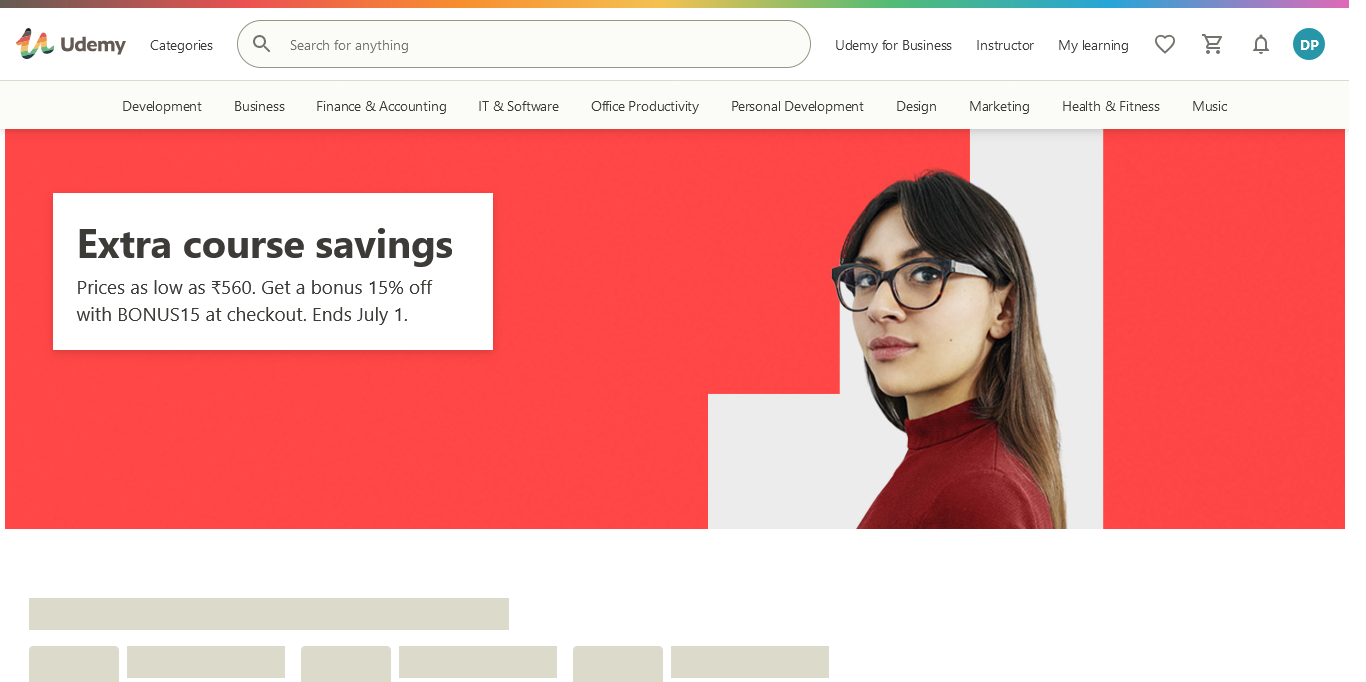 Udemy
Categories
Search for anything
Udemy for Business
Instructor
My learning
DP
Development
Business
Finance & Accounting
IT & Software
Office Productivity
Personal Development
Design
Marketing
Health & Fitness
Music
Extra course savings
Prices as low as ₹560. Get a bonus 15% off
with BONUS15 at checkout. Ends July 1.